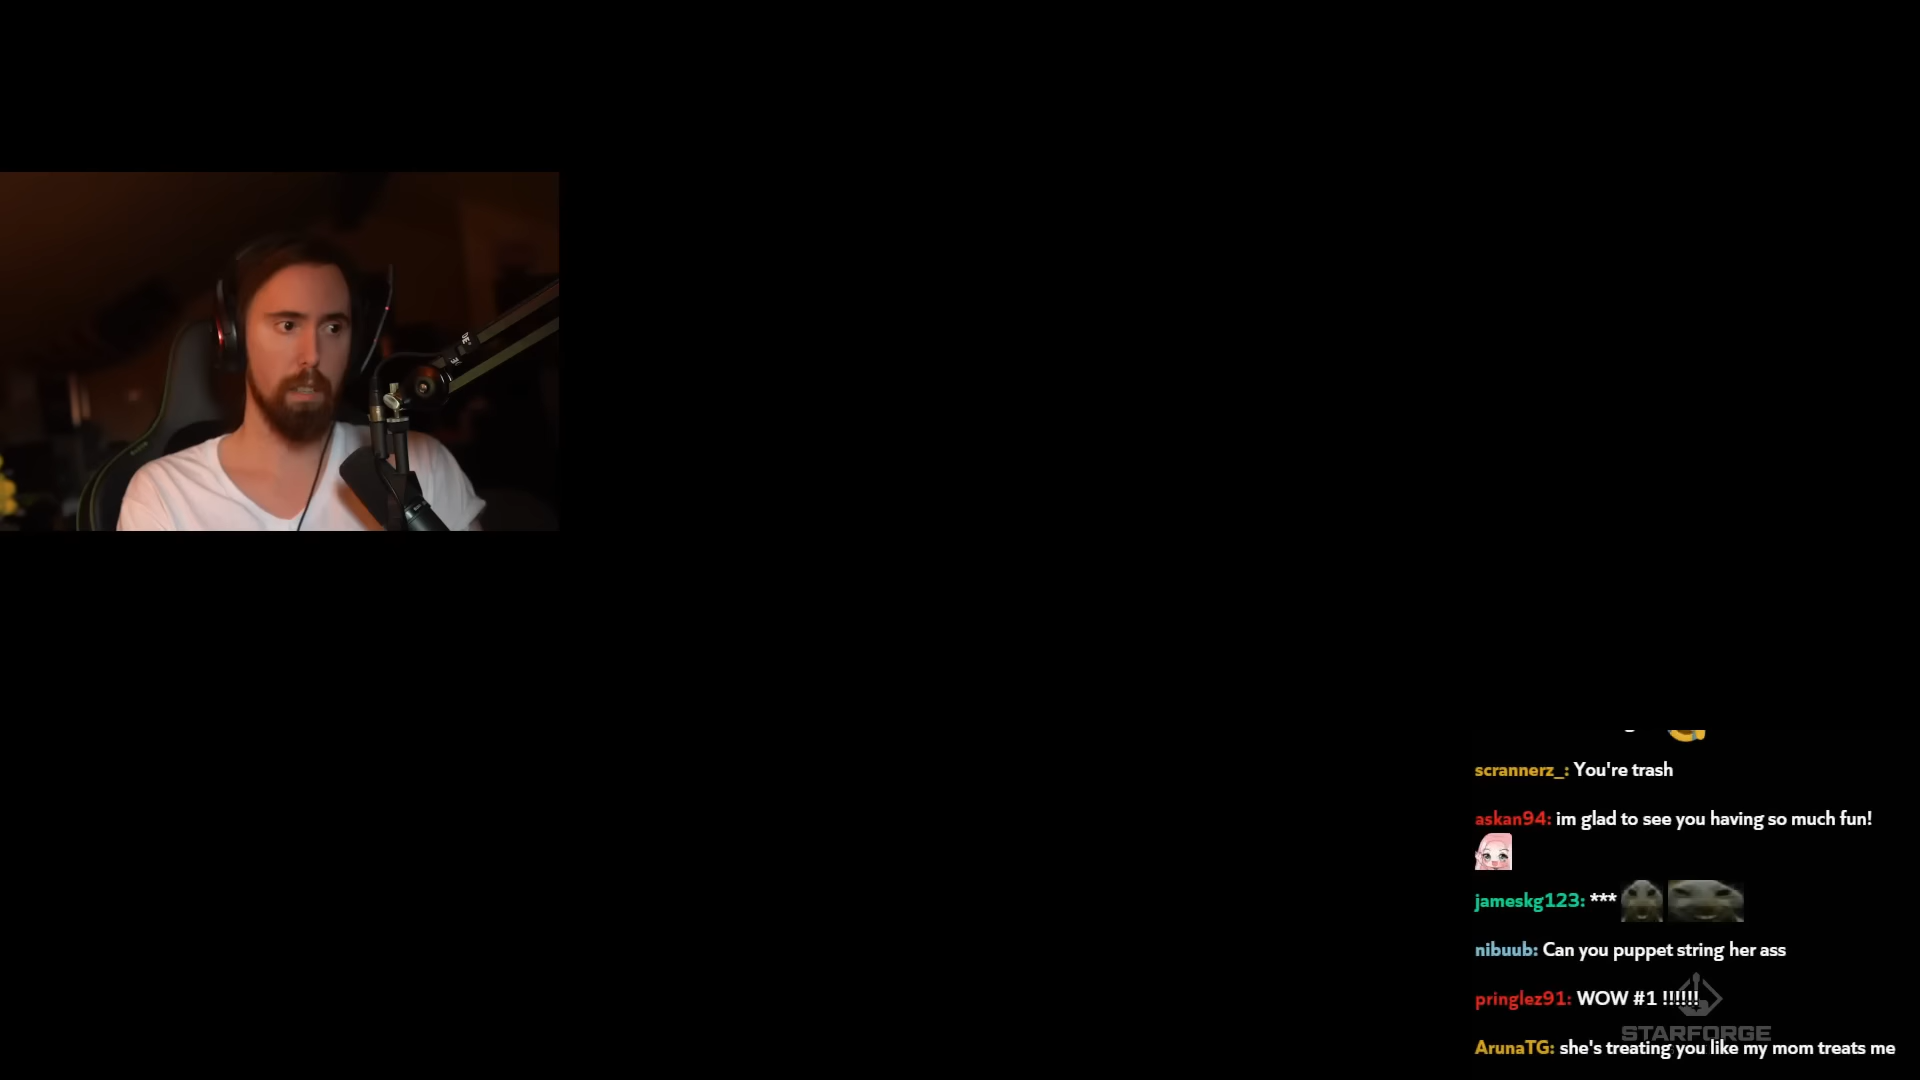 scrannerz_: You're trash
askan94: im glad to see you having so much fun!
jameskg123: ***
nibuub: Can you puppet string her ass
pringlez91: WOW #1 !!!!!!
STARFORGE
ArunaTG: she's treating you like my mom treats me